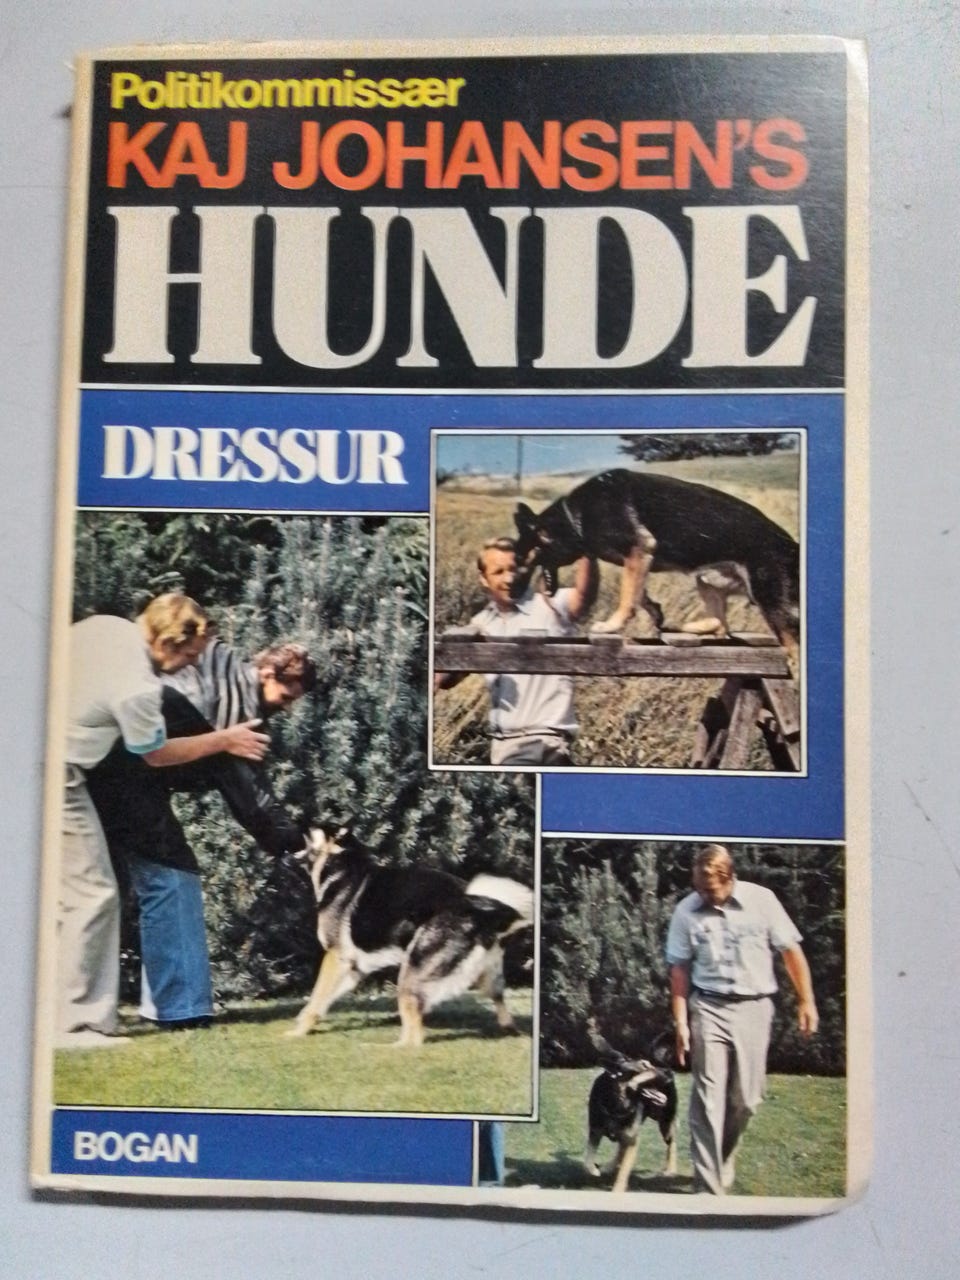 Politikommissær
KAJ JOHANSEN'S
HUNDE
DRESSUR
BOGAN